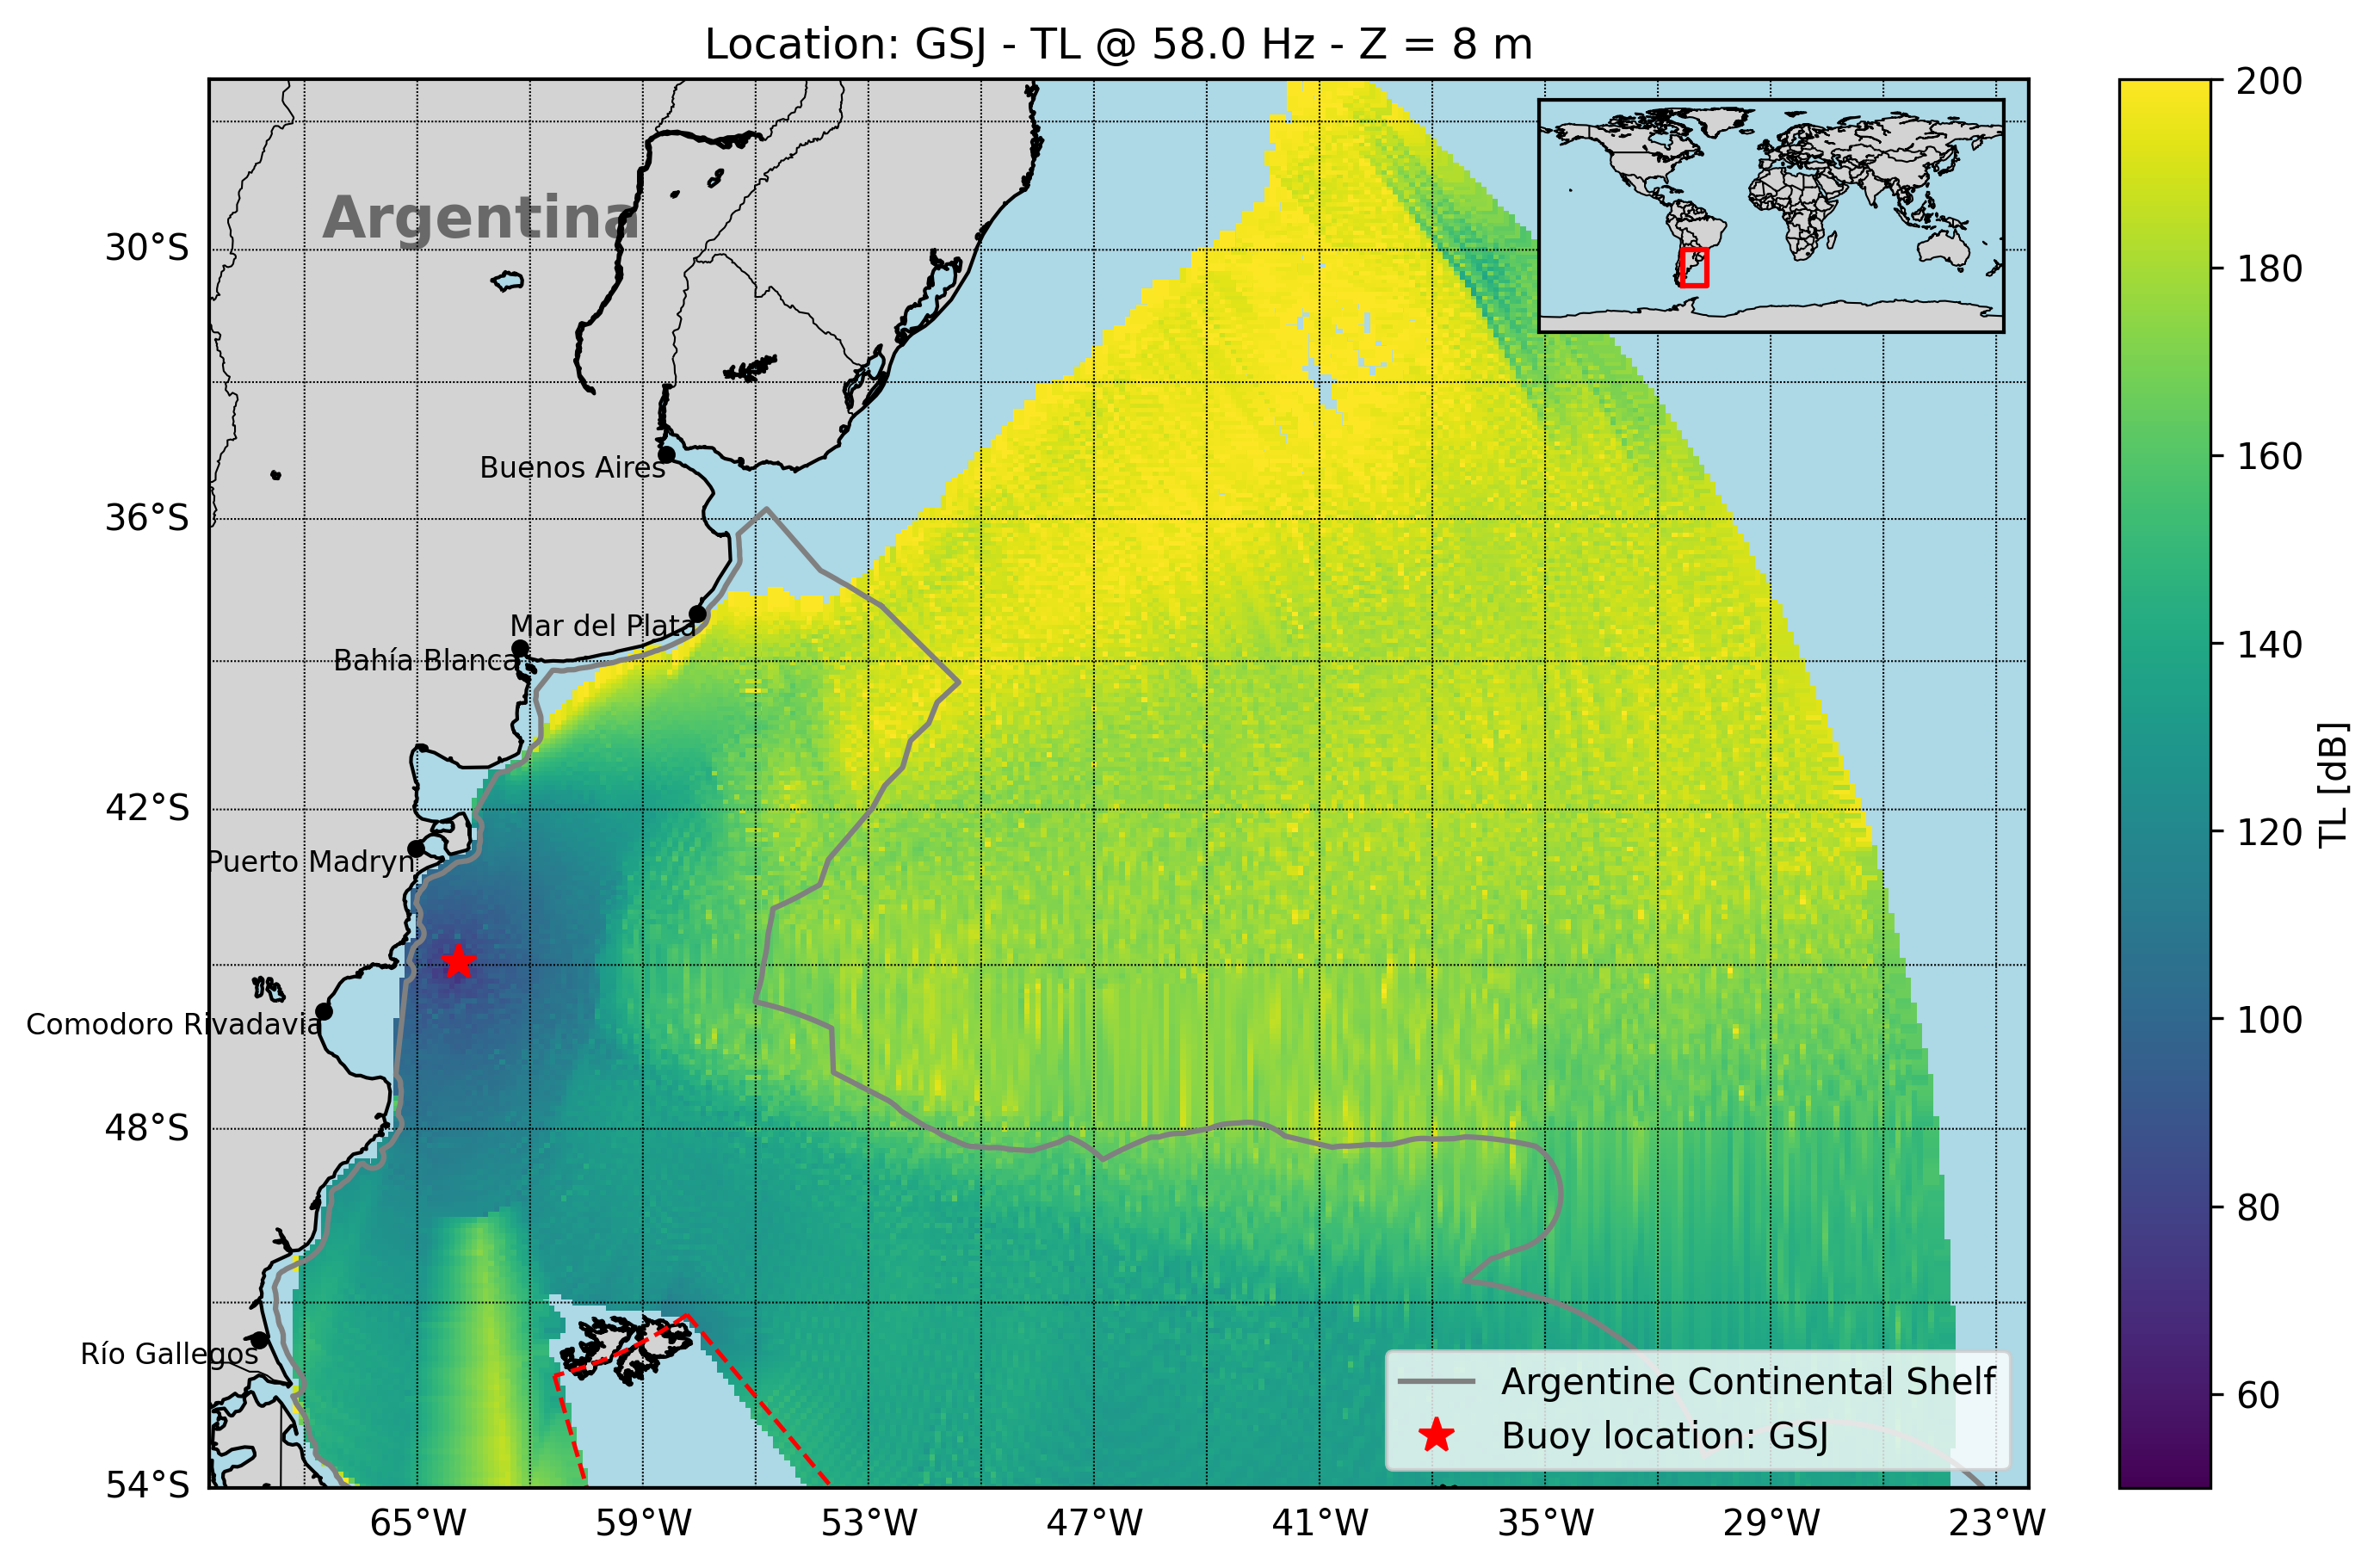 Location: GSJ - TL @ 58.0 Hz - Z = 8 m
Argentina
30°S
36°S
42°S
48°S
54°S
Buenos Aires
Mar del Plata
Bahía Blanca
Puerto Madryn
Comodoro Rivadavia
Río Gallegos
65°W
59°W
53°W
47°W
41°W
35°W
29°W
23°W
Argentine Continental Shelf
Buoy location: GSJ
200
180
160
140
120
100
80
60
TL [dB]